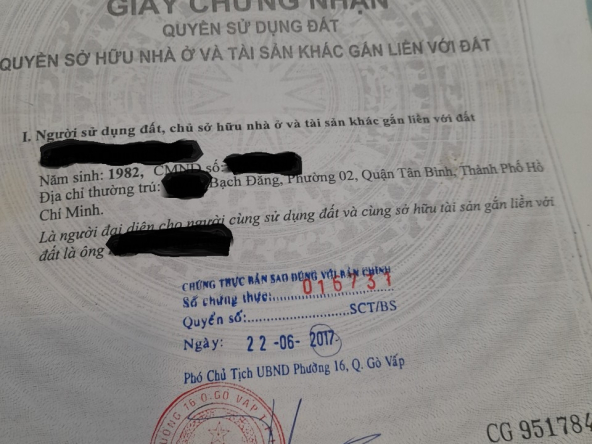 GIẤY CHỨNG NHẬN
QUYỀN SỬ DỤNG ĐẤT
QUYỀN SỞ HỮU NHÀ Ở VÀ TÀI SẢN KHÁC GẮN LIỀN VỚI ĐẤT
I. Người sử dụng đất, chủ sở hữu nhà ở và tài sản khác gắn liền với đất
Năm sinh: 1982, CMND số:
Địa chỉ thường trú: Bạch Đằng, Phường 02, Quận Tân Bình, Thành Phố Hồ
Chí Minh.
Là người đại diện cho người cùng sử dụng đất và cùng sở hữu tài sản gắn liền với
đất là ông
CHỨNG THỰC BẢN SAO ĐÚNG VỚI BẢN CHÍNH
Số chứng thực:..................016731
Quyển số:........................SCT/BS
Ngày: 22-06-2017
Phó Chủ Tịch UBND Phường 16, Q. Gò Vấp
CG 951784